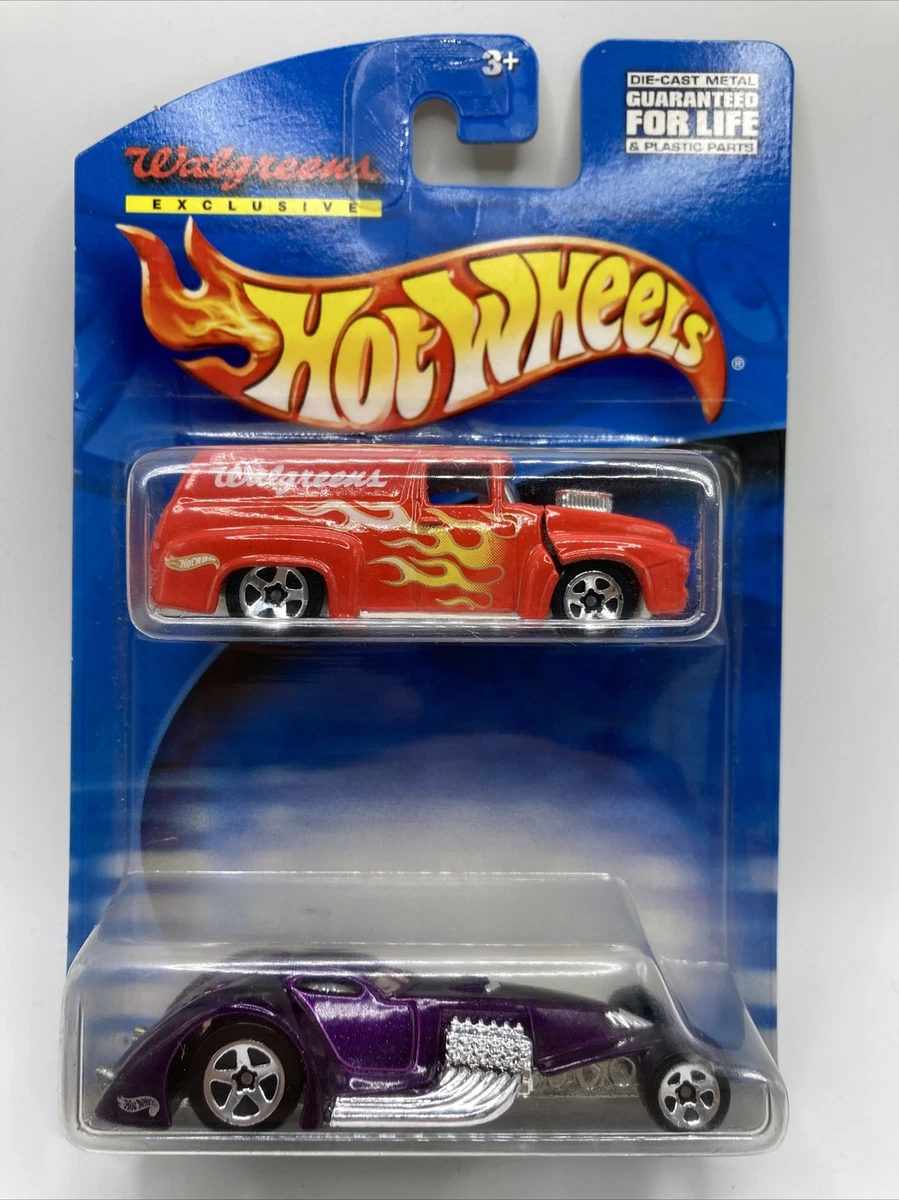 3+
DIE-CAST METAL
GUARANTEED
FOR LIFE
& PLASTIC PARTS
Walgreens
EXCLUSIVE
HOT WHEELS
®
Walgreens
HOT WHEELS
HOT WHEELS